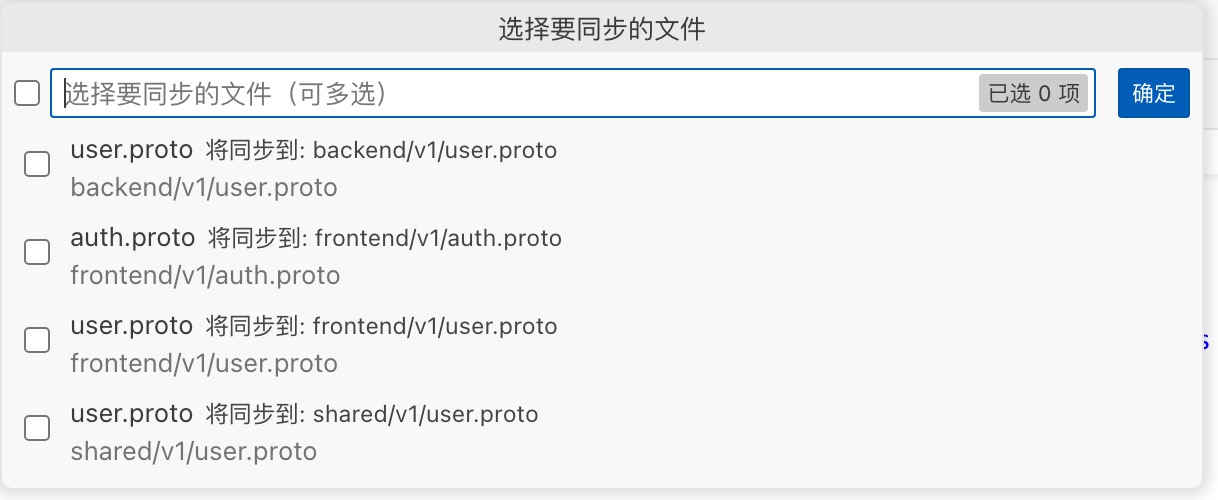 选择要同步的文件
选择要同步的文件（可多选） 已选 0 项 确定
user.proto 将同步到: backend/v1/user.proto
backend/v1/user.proto
auth.proto 将同步到: frontend/v1/auth.proto
frontend/v1/auth.proto
user.proto 将同步到: frontend/v1/user.proto
s
frontend/v1/user.proto
user.proto 将同步到: shared/v1/user.proto
shared/v1/user.proto